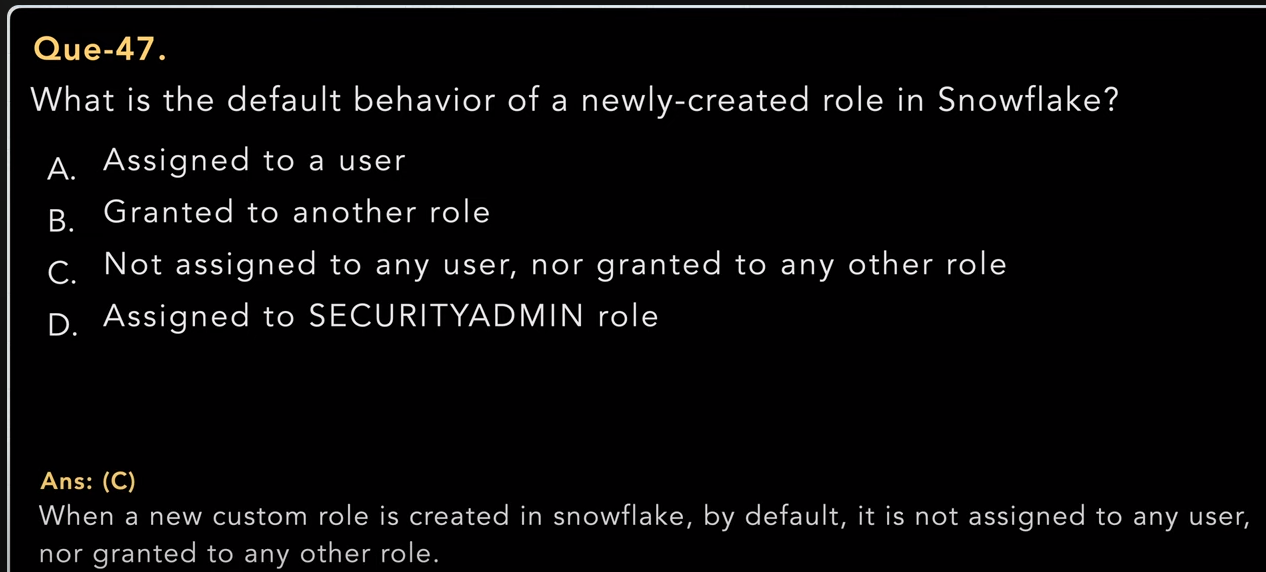 Que-47.
What is the default behavior of a newly-created role in Snowflake?
A. Assigned to a user
B. Granted to another role
C. Not assigned to any user, nor granted to any other role
D. Assigned to SECURITYADMIN role
Ans: (C)
When a new custom role is created in snowflake, by default, it is not assigned to any user,
nor granted to any other role.